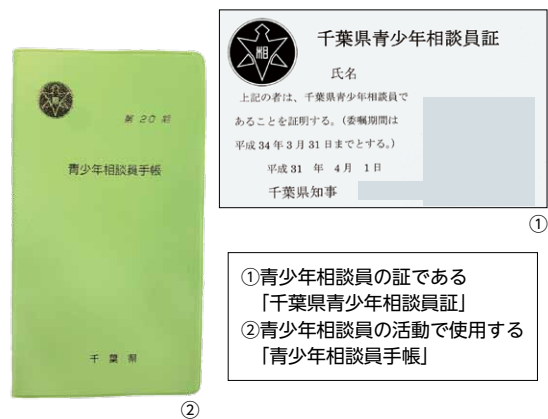 相
千葉県青少年相談員証
氏名
上記の者は、千葉県青少年相談員で
あることを証明する。(委嘱期間は
平成34年3月31日までとする。)
平成31 年 4月 1日
千葉県知事
①
第 20 期
青少年相談員手帳
千 葉 県
②
①青少年相談員の証である
「千葉県青少年相談員証」
②青少年相談員の活動で使用する
「青少年相談員手帳」